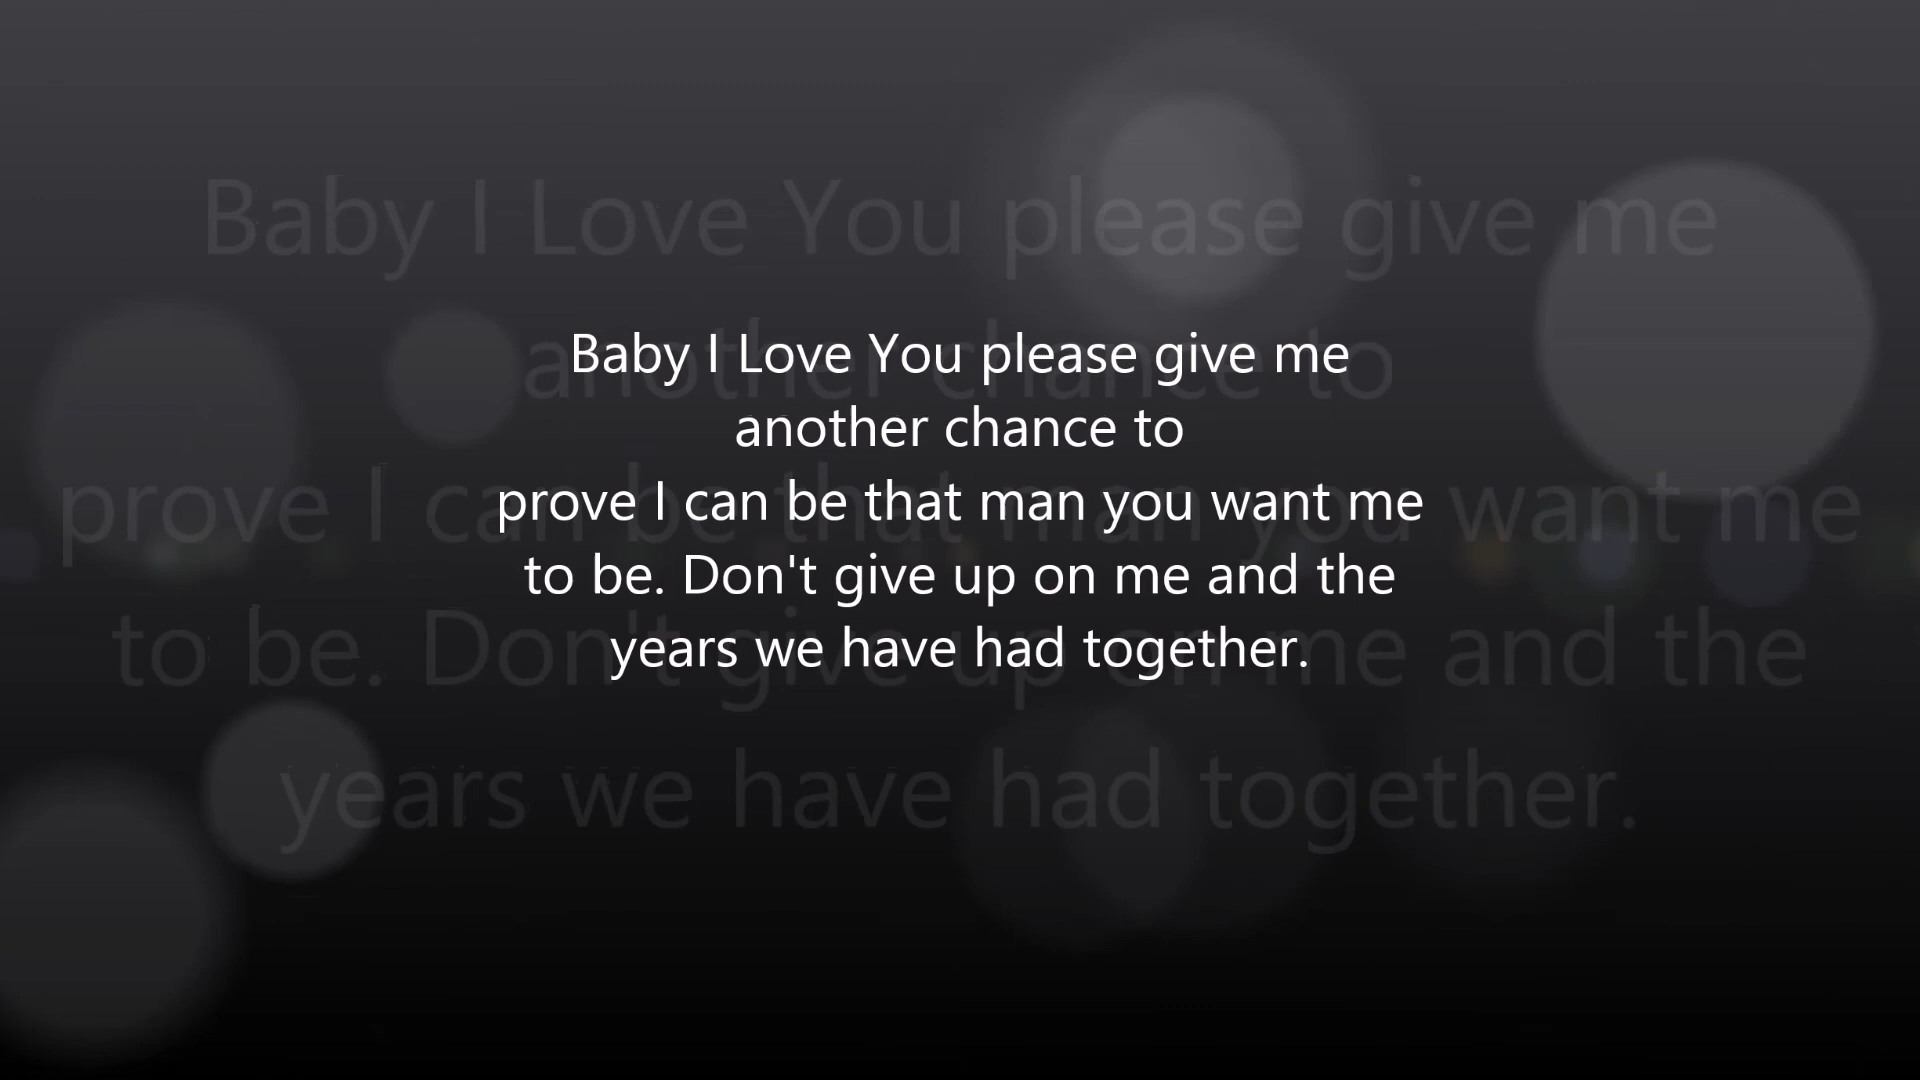 Baby I Love You please give me
another chance to
prove I can be that man you want me
to be. Don't give up on me and the
years we have had together.